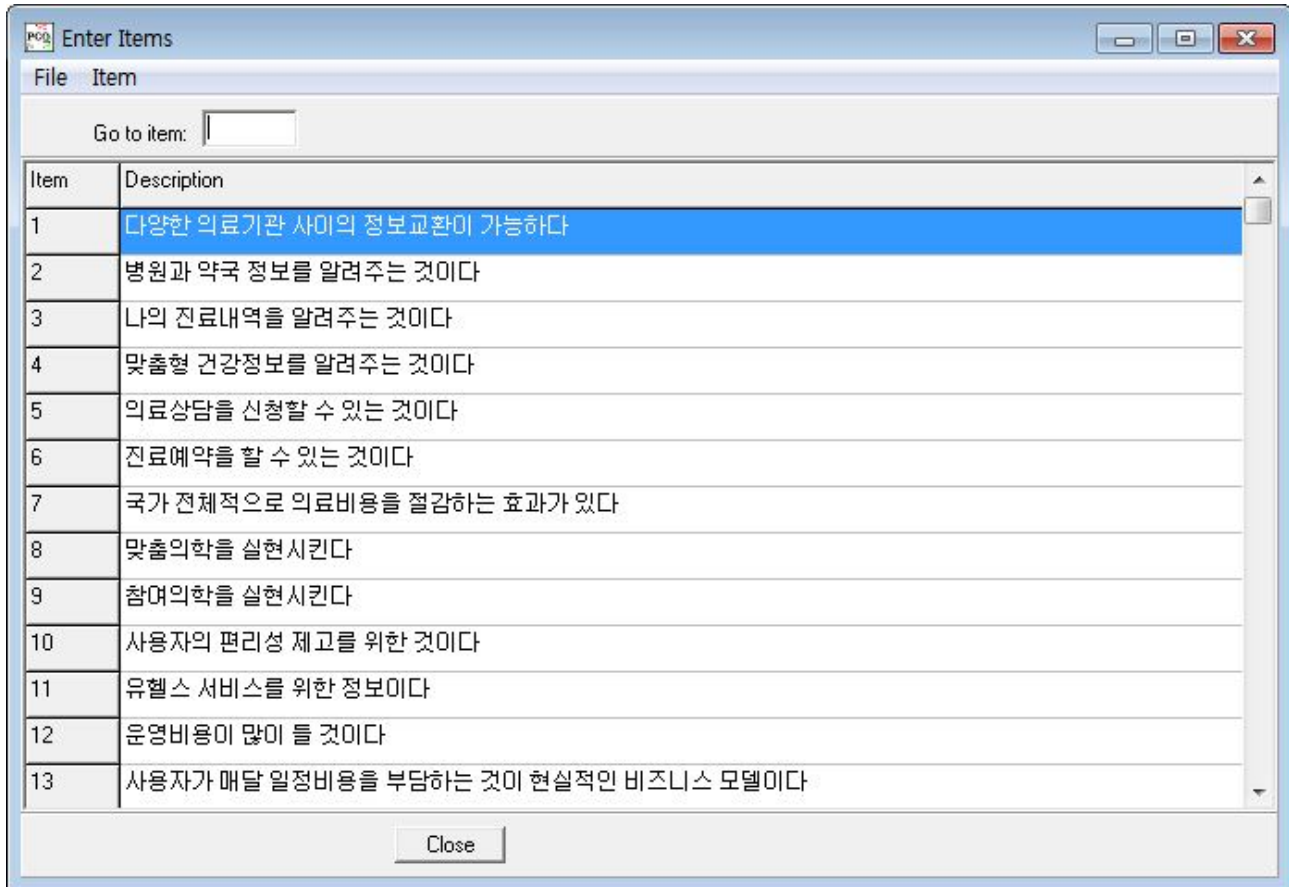 PCQ Enter Items
File Item
Go to item:
Item Description
1 다양한 의료기관 사이의 정보교환이 가능하다
2 병원과 약국 정보를 알려주는 것이다
3 나의 진료내역을 알려주는 것이다
4 맞춤형 건강정보를 알려주는 것이다
5 의료상담을 신청할 수 있는 것이다
6 진료예약을 할 수 있는 것이다
7 국가 전체적으로 의료비용을 절감하는 효과가 있다
8 맞춤의학을 실현시킨다
9 참여의학을 실현시킨다
10 사용자의 편리성 제고를 위한 것이다
11 유헬스 서비스를 위한 정보이다
12 운영비용이 많이 들 것이다
13 사용자가 매달 일정비용을 부담하는 것이 현실적인 비즈니스 모델이다
Close